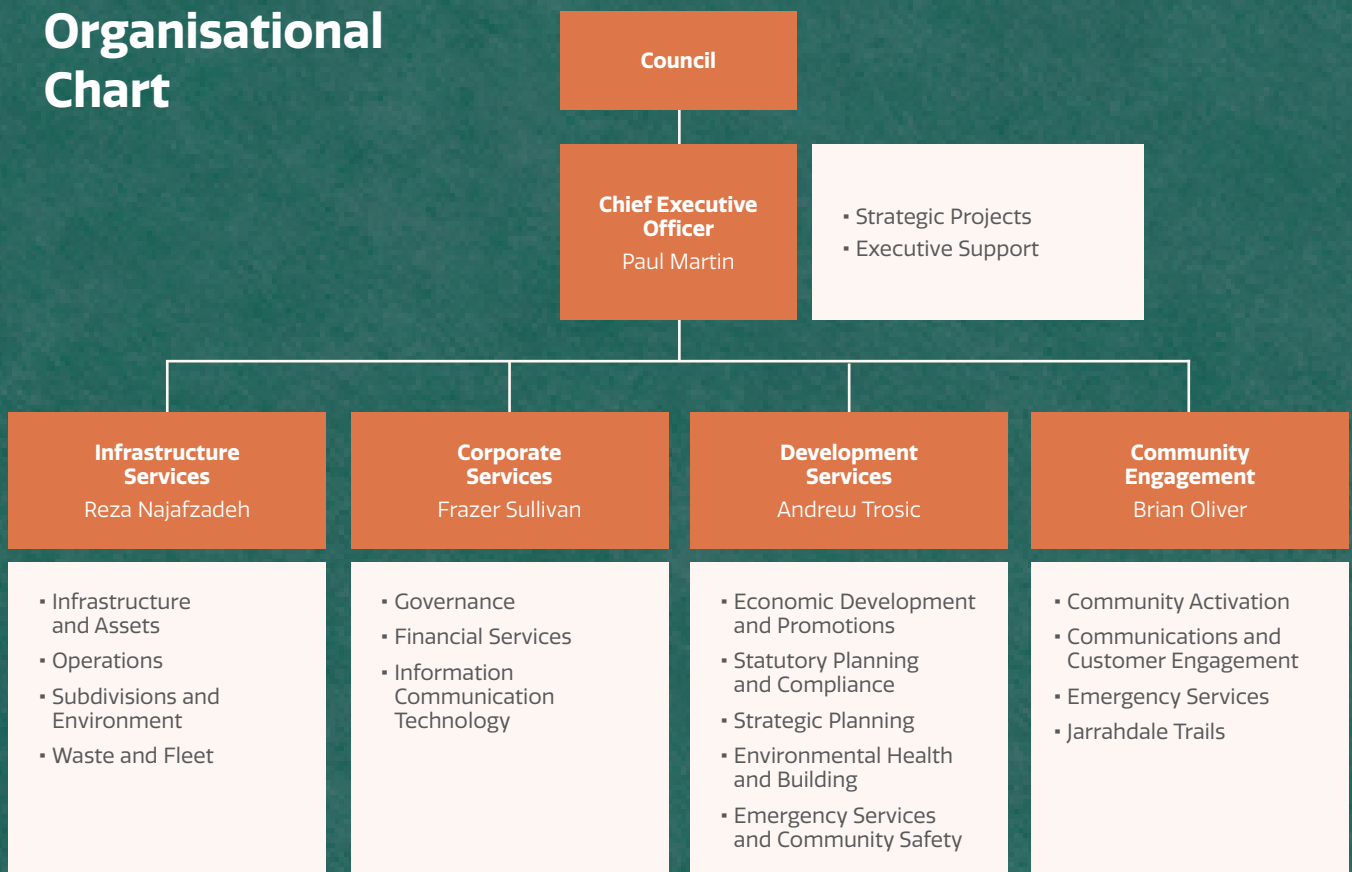 Organisational
Chart
Council
Chief Executive
Officer
Paul Martin
▪ Strategic Projects
▪ Executive Support
Infrastructure
Services
Reza Najafzadeh
▪ Infrastructure
and Assets
▪ Operations
▪ Subdivisions and
Environment
▪ Waste and Fleet
Corporate
Services
Frazer Sullivan
▪ Governance
▪ Financial Services
▪ Information
Communication
Technology
Development
Services
Andrew Trosic
▪ Economic Development
and Promotions
▪ Statutory Planning
and Compliance
▪ Strategic Planning
▪ Environmental Health
and Building
▪ Emergency Services
and Community Safety
Community
Engagement
Brian Oliver
▪ Community Activation
▪ Communications and
Customer Engagement
▪ Emergency Services
▪ Jarrahdale Trails